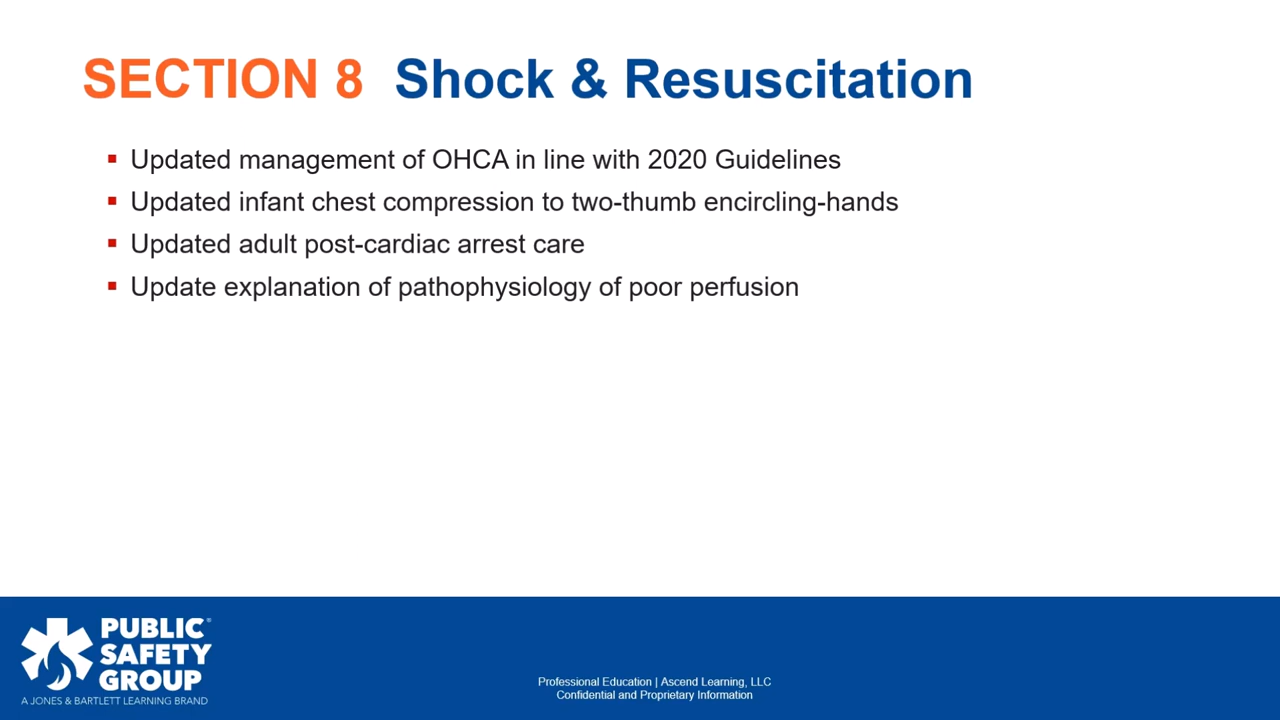 SECTION 8 Shock & Resuscitation
▪ Updated management of OHCA in line with 2020 Guidelines
▪ Updated infant chest compression to two-thumb encircling-hands
▪ Updated adult post-cardiac arrest care
▪ Update explanation of pathophysiology of poor perfusion
PUBLIC®
SAFETY
GROUP
A JONES & BARTLETT LEARNING BRAND
Professional Education | Ascend Learning, LLC
Confidential and Proprietary Information